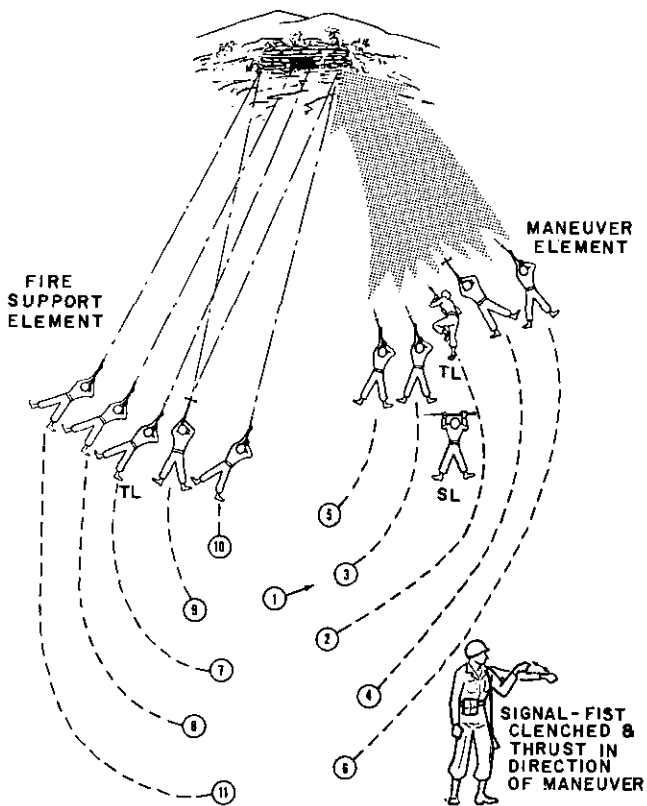 MANEUVER
ELEMENT
FIRE
SUPPORT
ELEMENT
TL
SL
TL
5
10
3
1
9
2
7
4
8
6
11
SIGNAL-FIST
CLENCHED &
THRUST IN
DIRECTION
OF MANEUVER